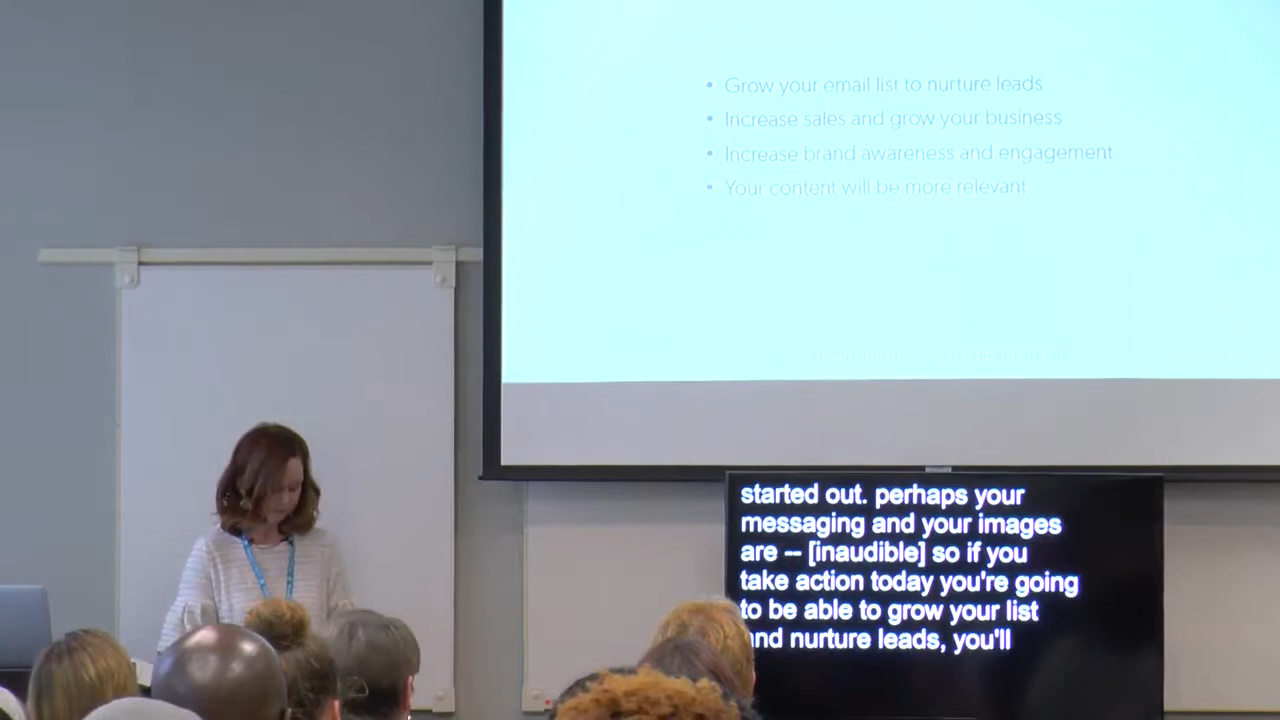 • Grow your email list to nurture leads
• Increase sales and grow your business
• Increase brand awareness and engagement
• Your content will be more relevant
started out. perhaps your
messaging and your images
are -- [inaudible] so if you
take action today you're going
to be able to grow your list
and nurture leads, you'll